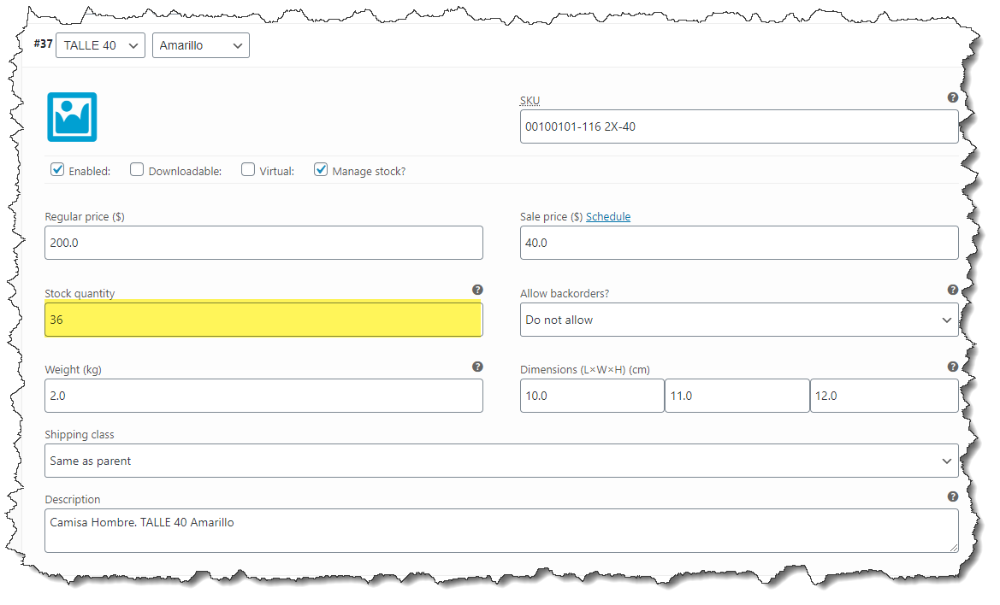 #37 TALLE 40 Amarillo
SKU
00100101-116 2X-40
Enabled: Downloadable: Virtual: Manage stock?
Regular price ($) Sale price ($) Schedule
200.0 40.0
Stock quantity Allow backorders?
36 Do not allow
Weight (kg) Dimensions (L×W×H) (cm)
2.0 10.0 11.0 12.0
Shipping class
Same as parent
Description
Camisa Hombre. TALLE 40 Amarillo